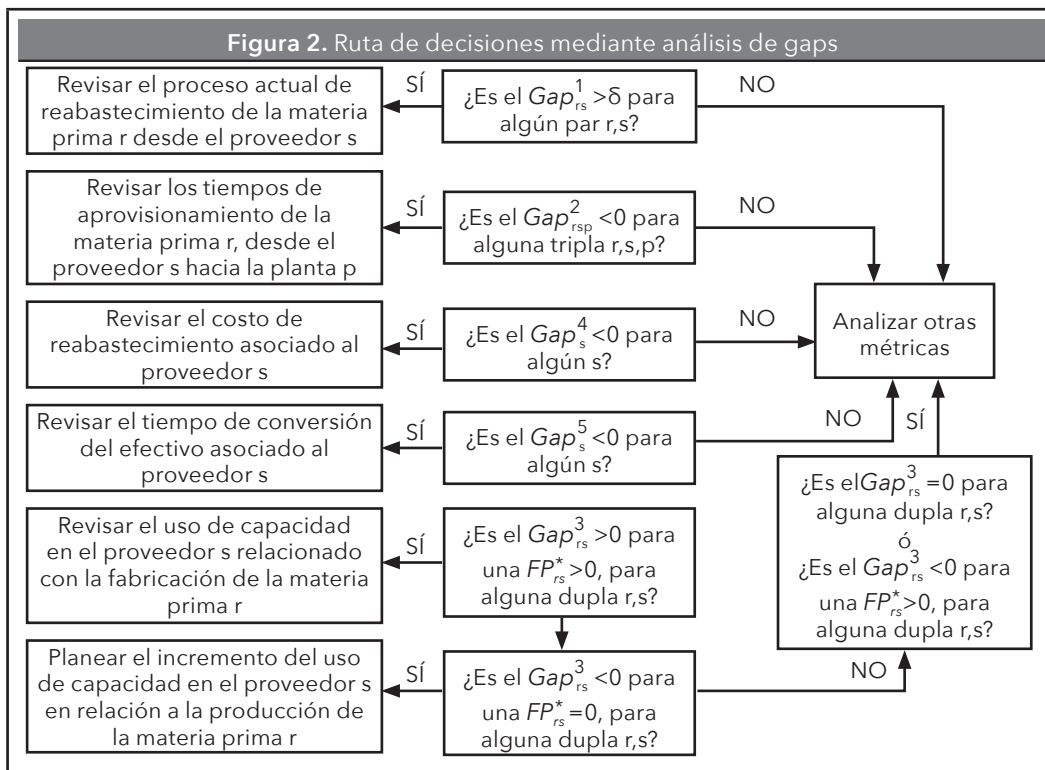 Figura 2. Ruta de decisiones mediante análisis de gaps
Revisar el proceso actual de
reabastecimiento de la materia
prima r desde el proveedor s
SÍ
¿Es el Gap¹rs >δ para
algún par r,s?
NO
Revisar los tiempos de
aprovisionamiento de la
materia prima r, desde el
proveedor s hacia la planta p
SÍ
¿Es el Gap²rsp <0 para
alguna tripla r,s,p?
NO
Revisar el costo de
reabastecimiento asociado al
proveedor s
SÍ
¿Es el Gap⁴s <0 para
algún s?
NO
Analizar otras
métricas
Revisar el tiempo de conversión
del efectivo asociado al
proveedor s
SÍ
¿Es el Gap⁵s <0 para
algún s?
NO
SÍ
Revisar el uso de capacidad
en el proveedor s relacionado
con la fabricación de la materia
prima r
SÍ
¿Es el Gap³rs >0 para
una FP*rs >0, para
alguna dupla r,s?
¿Es elGap³rs =0 para
alguna dupla r,s?
ó
¿Es el Gap³rs <0 para
una FP*rs>0, para
alguna dupla r,s?
Planear el incremento del uso
de capacidad en el proveedor s
en relación a la producción de
la materia prima r
SÍ
¿Es el Gap³rs <0 para
una FP*rs =0, para
alguna dupla r,s?
NO